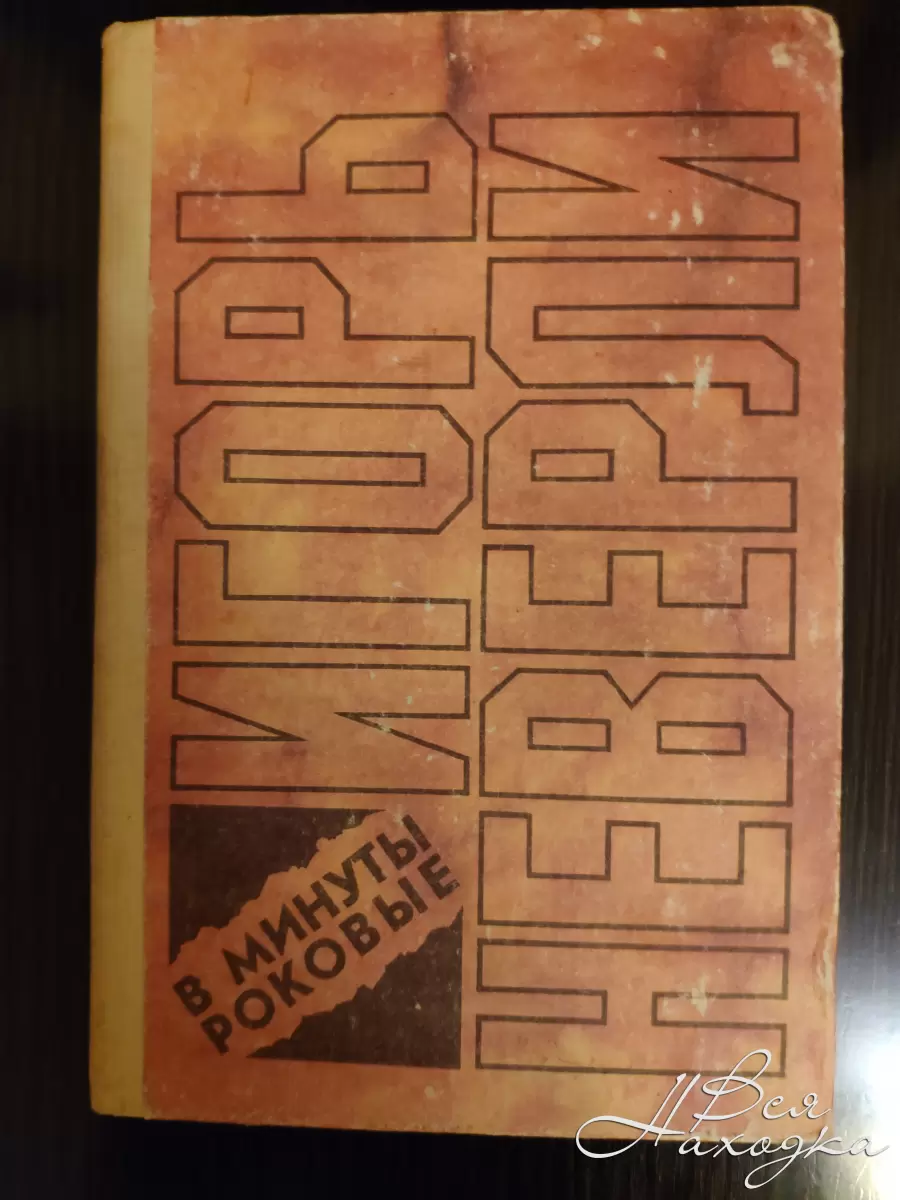 ИГОРЬ
НЕВЕРЛИ
В МИНУТЫ
РОКОВЫЕ
Вся
Находка